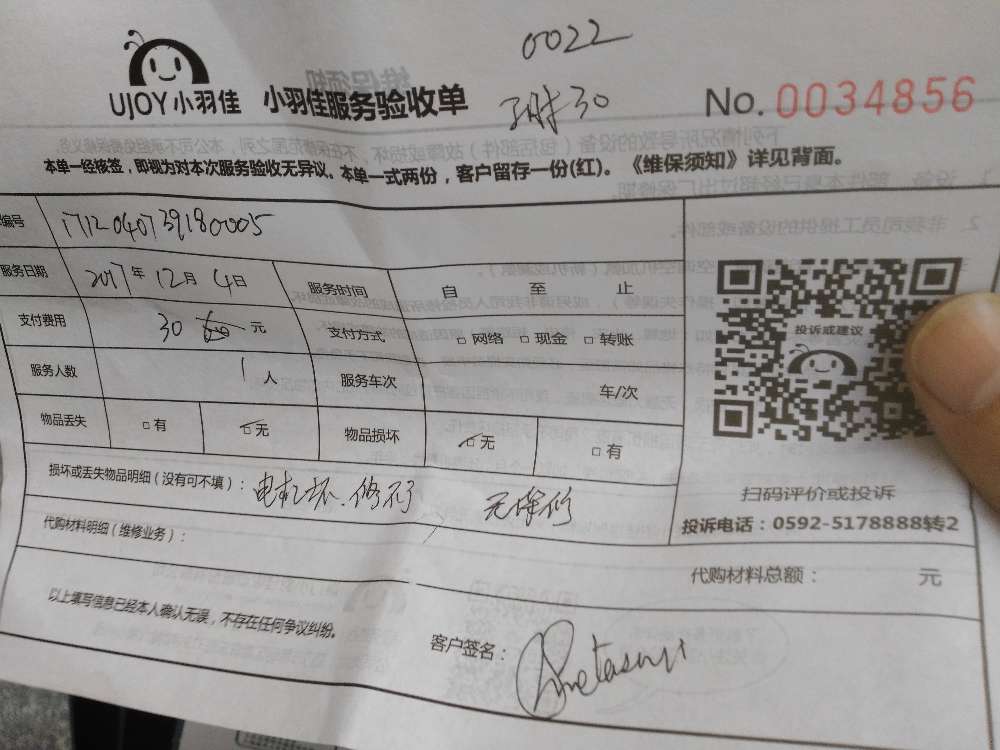 0022
UJOY 小羽佳 小羽佳服务验收单
30
No. 0034856
本单一经核签，即视为对本次服务验收无异议。本单一式两份，客户留存一份(红)。《维保须知》详见背面。
编号 1712040739180005
服务日期 2017年12月4日 服务时间 自 至 止
支付费用 30 元 支付方式 □网络 □现金 □转账
服务人数 1人 服务车次 车/次
物品丢失 □有 □无 物品损坏 □无 □有
投诉或建议
扫码评价或投诉
投诉电话：0592-5178888转2
损坏或丢失物品明细（没有可不填）：电机坏.修
代购材料明细（维修业务）：
代购材料总额： 元
以上填写信息已经本人确认无误，不存在任何争议纠纷。
客户签名：